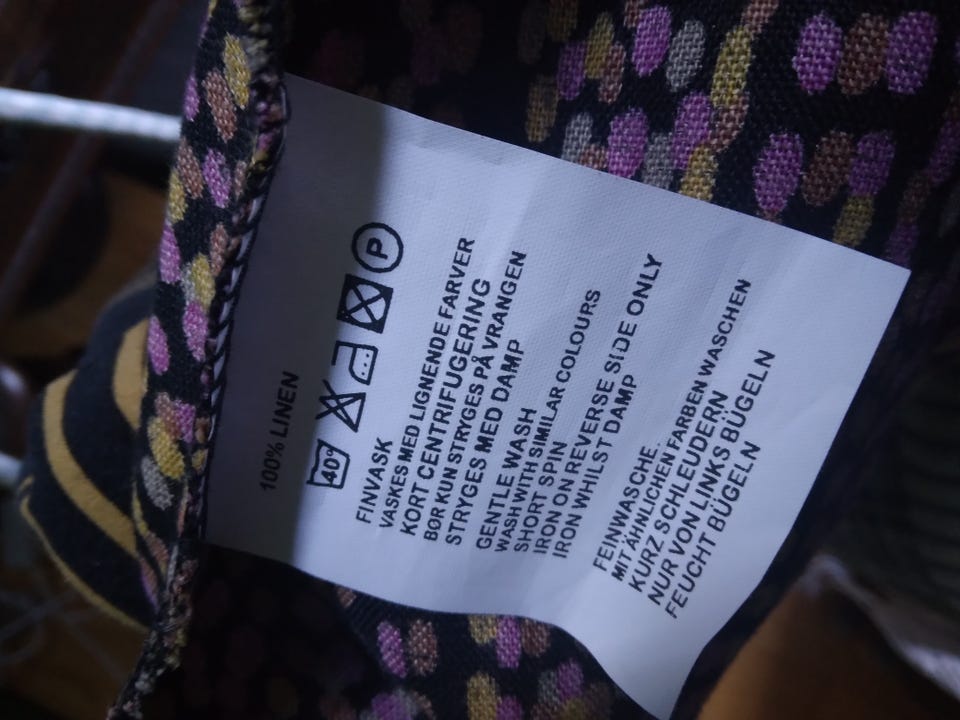 100% LINEN
40° P
FINVASK
VASKES MED LIGNENDE FARVER
KORT CENTRIFUGERING
BØR KUN STRYGES PÅ VRANGEN
STRYGES MED DAMP
GENTLE WASH
WASH WITH SIMILAR COLOURS
SHORT SPIN
IRON ON REVERSE SIDE ONLY
IRON WHILST DAMP
FEINWASCHE.
MIT ÄHNLICHEN FARBEN WASCHEN
KURZ SCHLEUDERN
NUR VON LINKS BÜGELN
FEUCHT BÜGELN